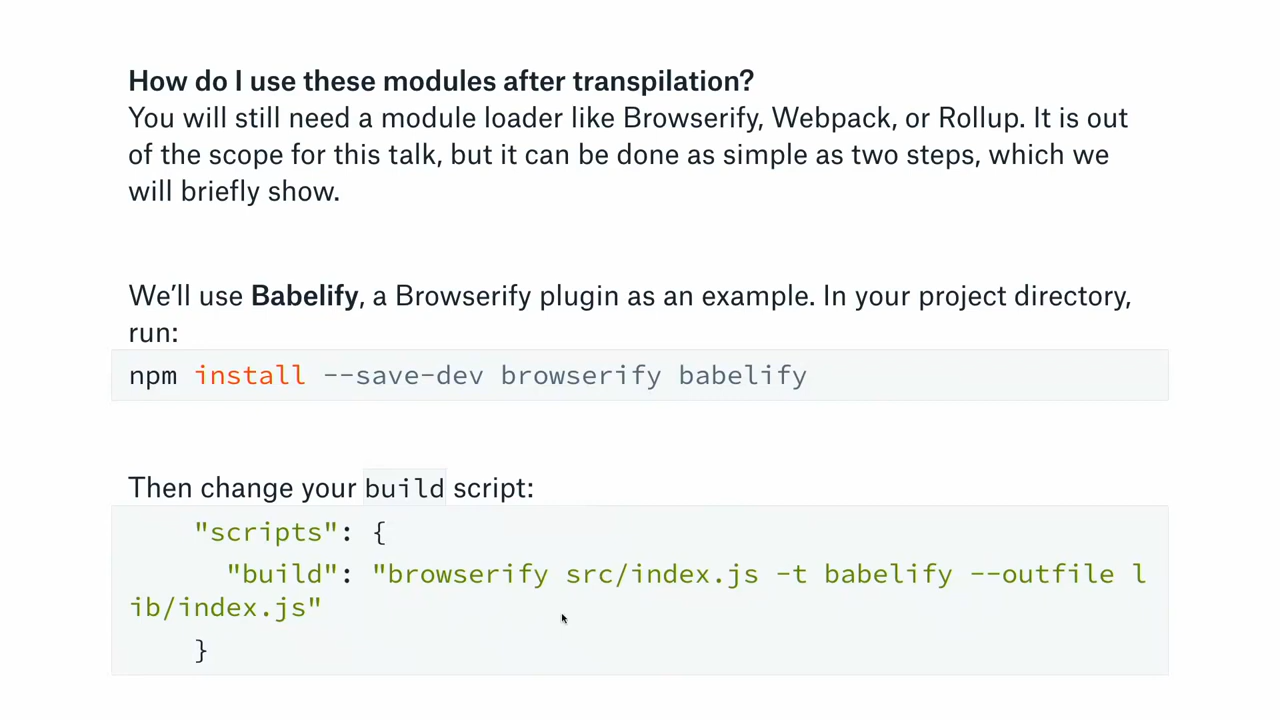 How do I use these modules after transpilation?
You will still need a module loader like Browserify, Webpack, or Rollup. It is out
of the scope for this talk, but it can be done as simple as two steps, which we
will briefly show.
We’ll use Babelify, a Browserify plugin as an example. In your project directory,
run:
npm install --save-dev browserify babelify
Then change your build script:
"scripts": {
"build": "browserify src/index.js -t babelify --outfile l
ib/index.js"
}